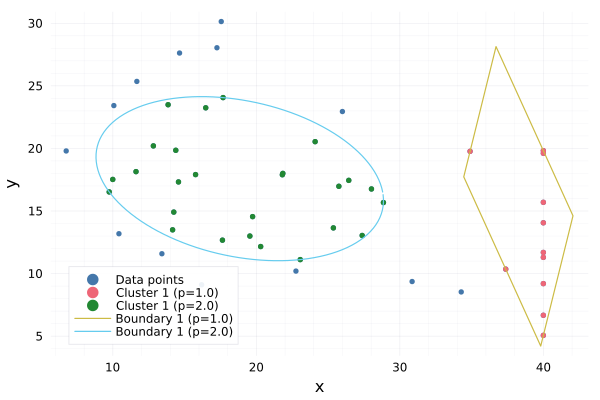 30
25
20
15
10
5
y
Data points
Cluster 1 (p=1.0)
Cluster 1 (p=2.0)
Boundary 1 (p=1.0)
Boundary 1 (p=2.0)
10
20
30
40
x